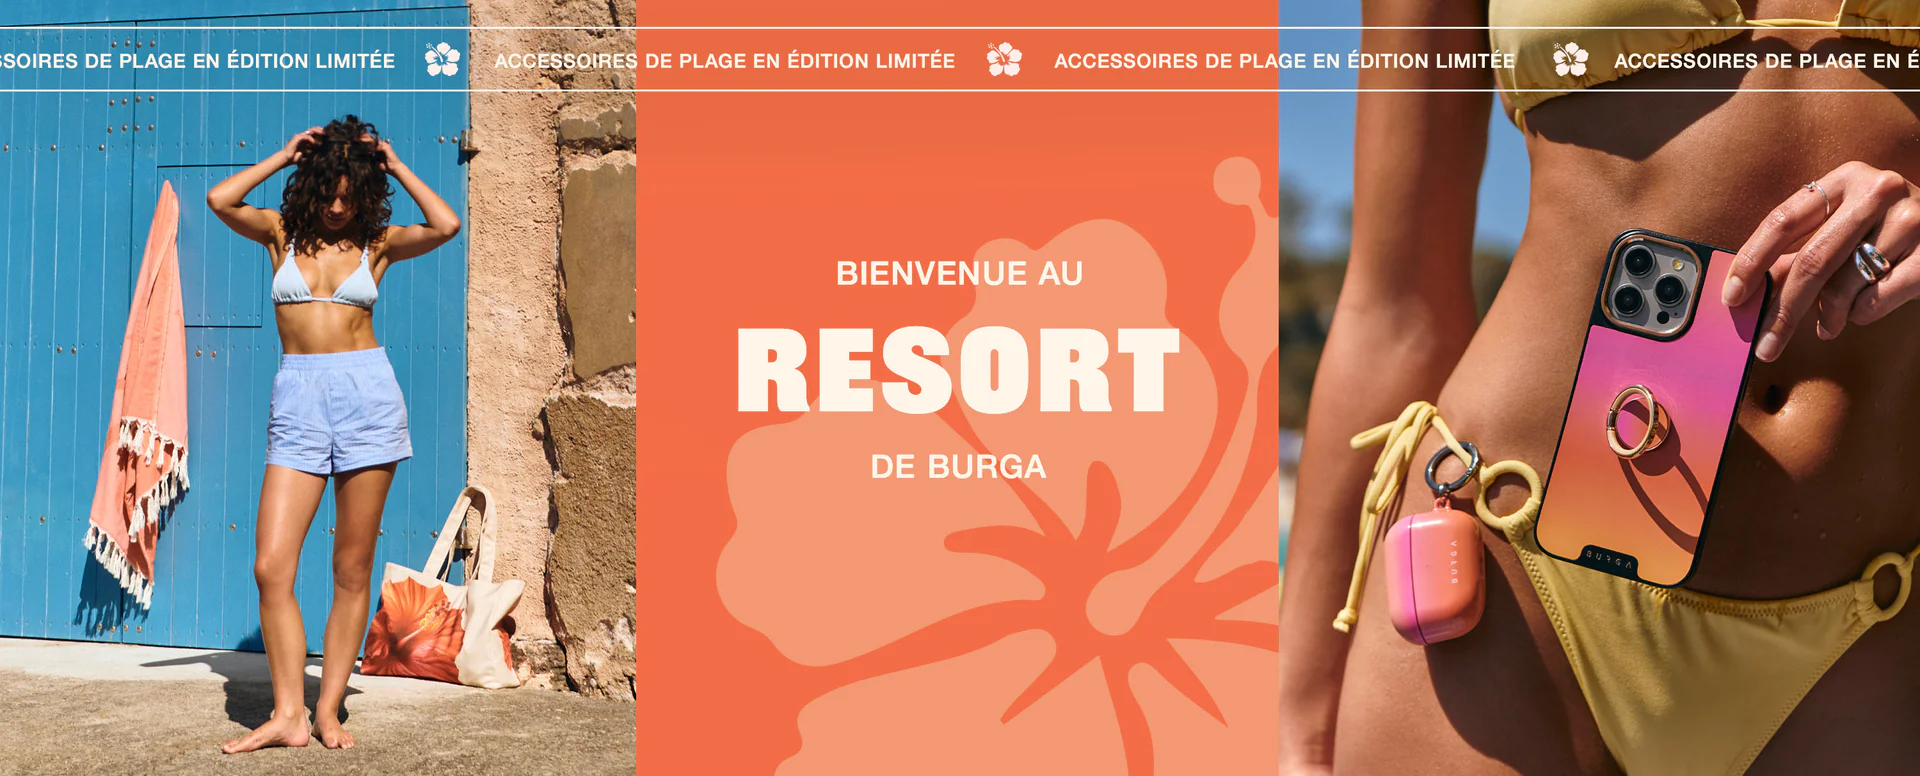 SSOIRES DE PLAGE EN ÉDITION LIMITÉE ACCESSOIRES DE PLAGE EN ÉDITION LIMITÉE ACCESSOIRES DE PLAGE EN ÉDITION LIMITÉE ACCESSOIRES DE PLAGE EN É
BIENVENUE AU
RESORT
DE BURGA
BURGA
BURGA